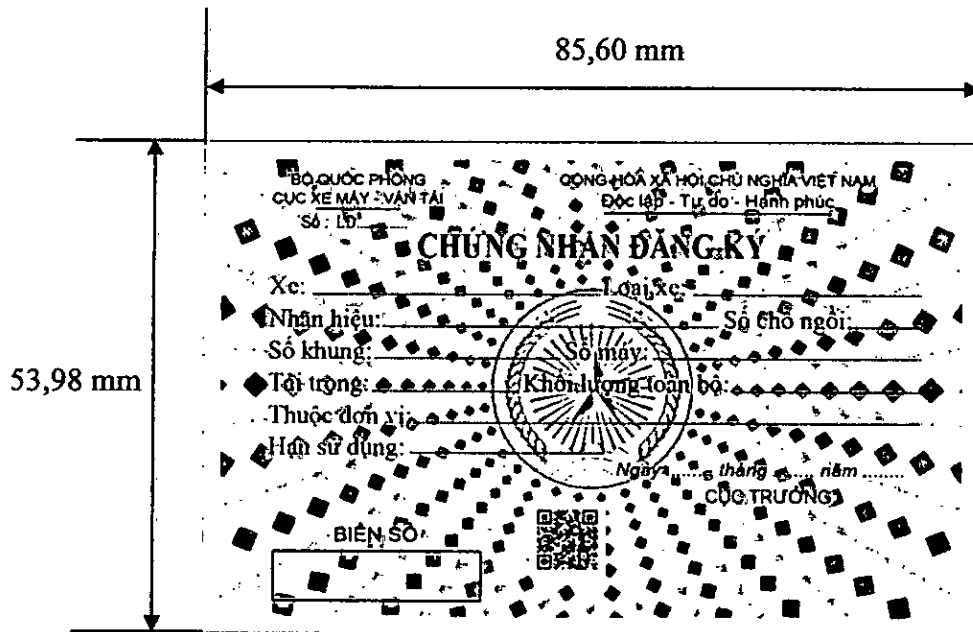 85,60 mm
53,98 mm
BỘ QUỐC PHÒNG
CỤC XE MÁY - VẬN TẢI
Số : LĐ
CỘNG HÒA XÃ HỘI CHỦ NGHĨA VIỆT NAM
Độc lập - Tự do - Hạnh phúc
CHỨNG NHẬN ĐĂNG KÝ
Xe: Loại xe:
Nhãn hiệu: Số chỗ ngồi:
Số khung: Số máy:
Tải trọng: Khối lượng toàn bộ:
Thuộc đơn vị:
Hạn sử dụng:
Ngày ....... tháng ....... năm ........
CỤC TRƯỞNG
BIỂN SỐ